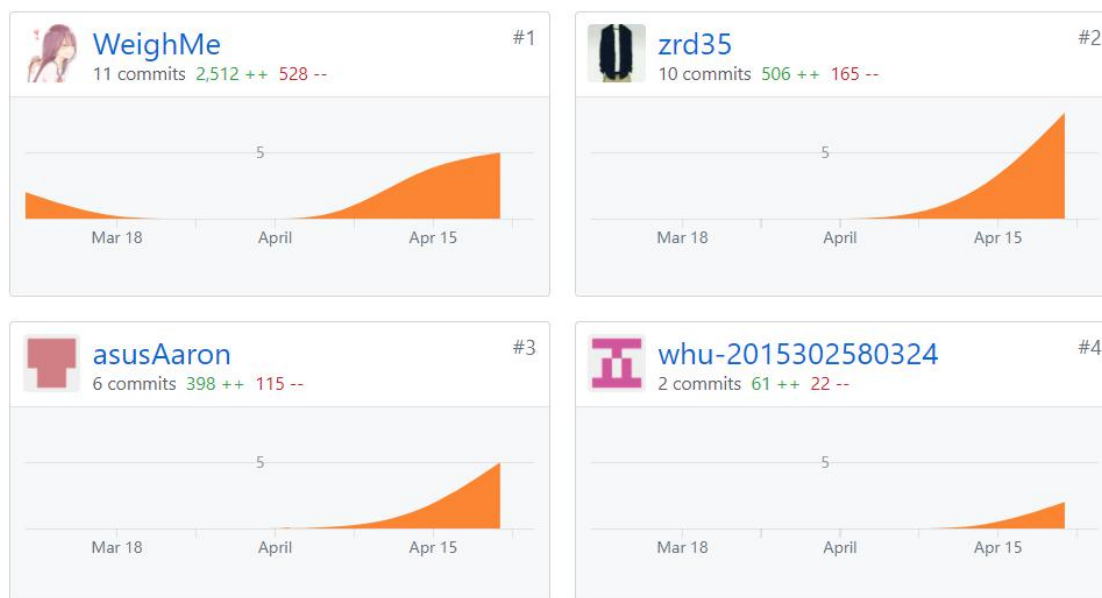 WeighMe #1
11 commits 2,512 ++ 528 --
5
Mar 18 April Apr 15
zrd35 #2
10 commits 506 ++ 165 --
5
Mar 18 April Apr 15
asusAaron #3
6 commits 398 ++ 115 --
5
Mar 18 April Apr 15
whu-2015302580324 #4
2 commits 61 ++ 22 --
5
Mar 18 April Apr 15